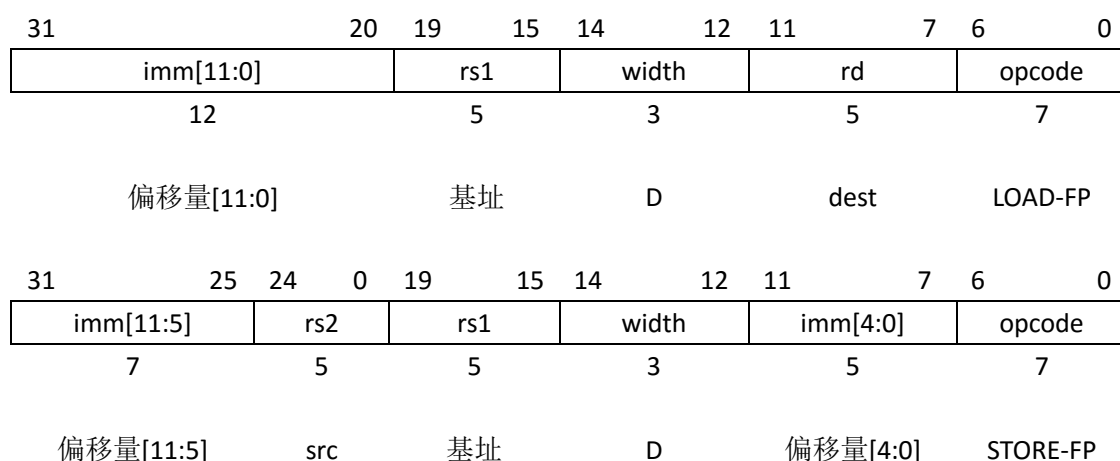 31 20 19 15 14 12 11 7 6 0
imm[11:0] rs1 width rd opcode
12 5 3 5 7
偏移量[11:0] 基址 D dest LOAD-FP
31 25 24 0 19 15 14 12 11 7 6 0
imm[11:5] rs2 rs1 width imm[4:0] opcode
7 5 5 3 5 7
偏移量[11:5] src 基址 D 偏移量[4:0] STORE-FP